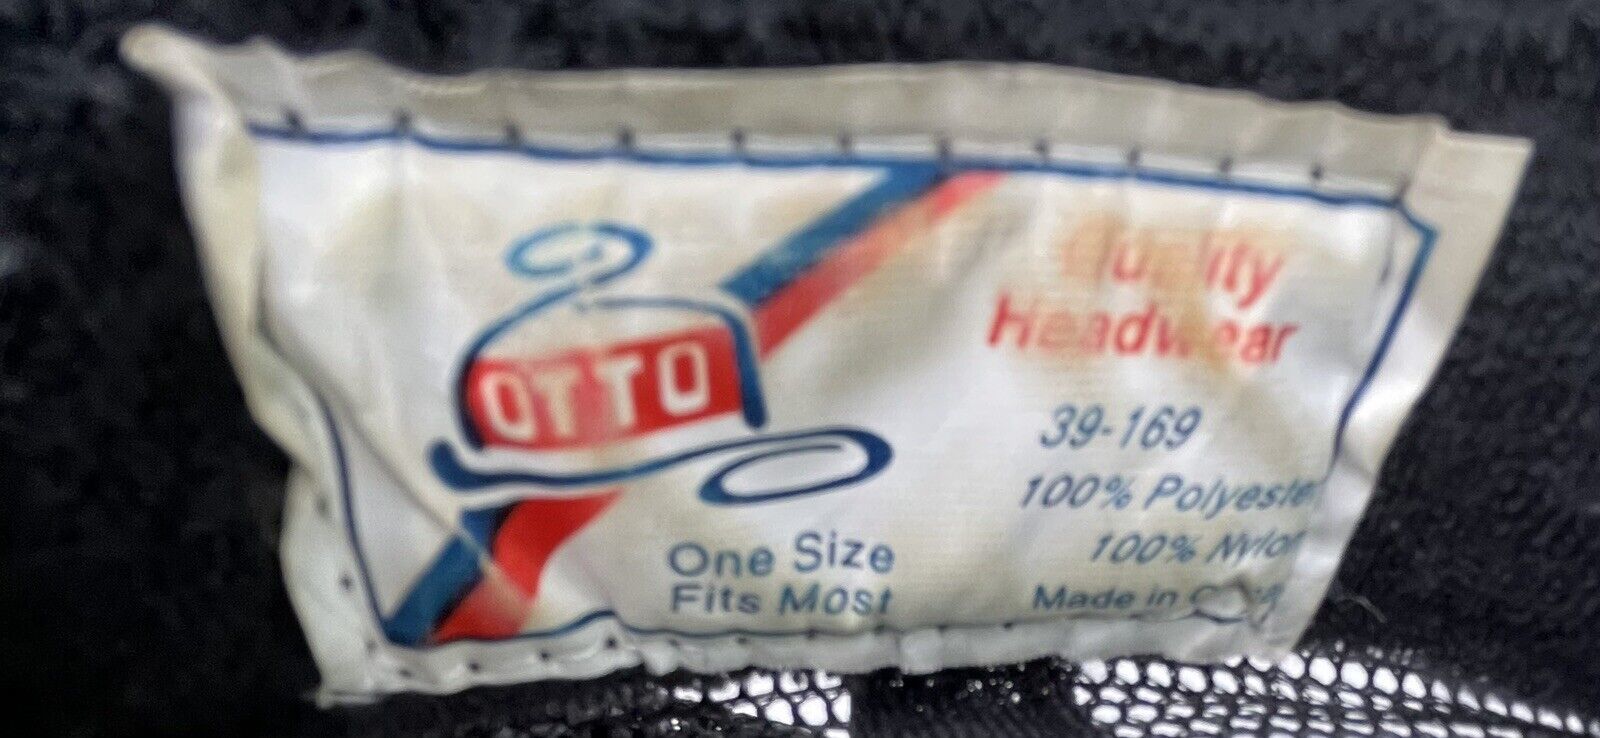 OTTO
Quality
Headwear
39-169
100% Polyester
100% Nylon
One Size
Fits Most
Made in